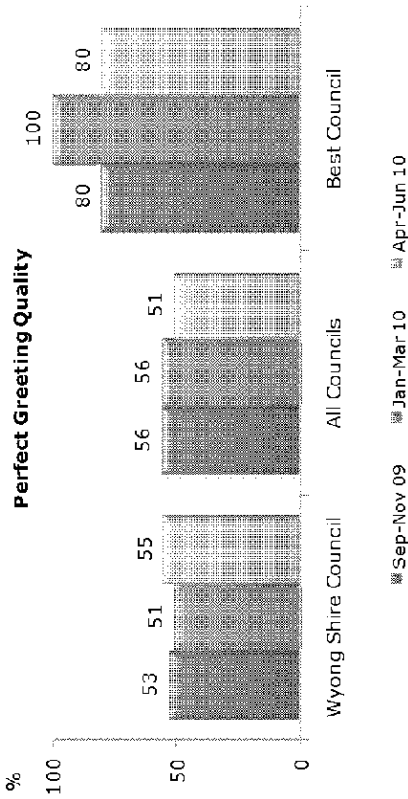 Perfect Greeting Quality
%
100
50
0
53 51 55
56 56 51
80 100 80
Wyong Shire Council All Councils Best Council
Sep-Nov 09 Jan-Mar 10 Apr-Jun 10